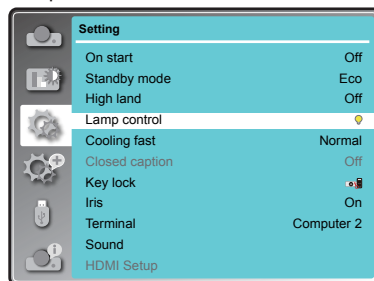 Setting
On start Off
Standby mode Eco
High land Off
Lamp control
Cooling fast Normal
Closed caption Off
Key lock
Iris On
Terminal Computer 2
Sound
HDMI Setup